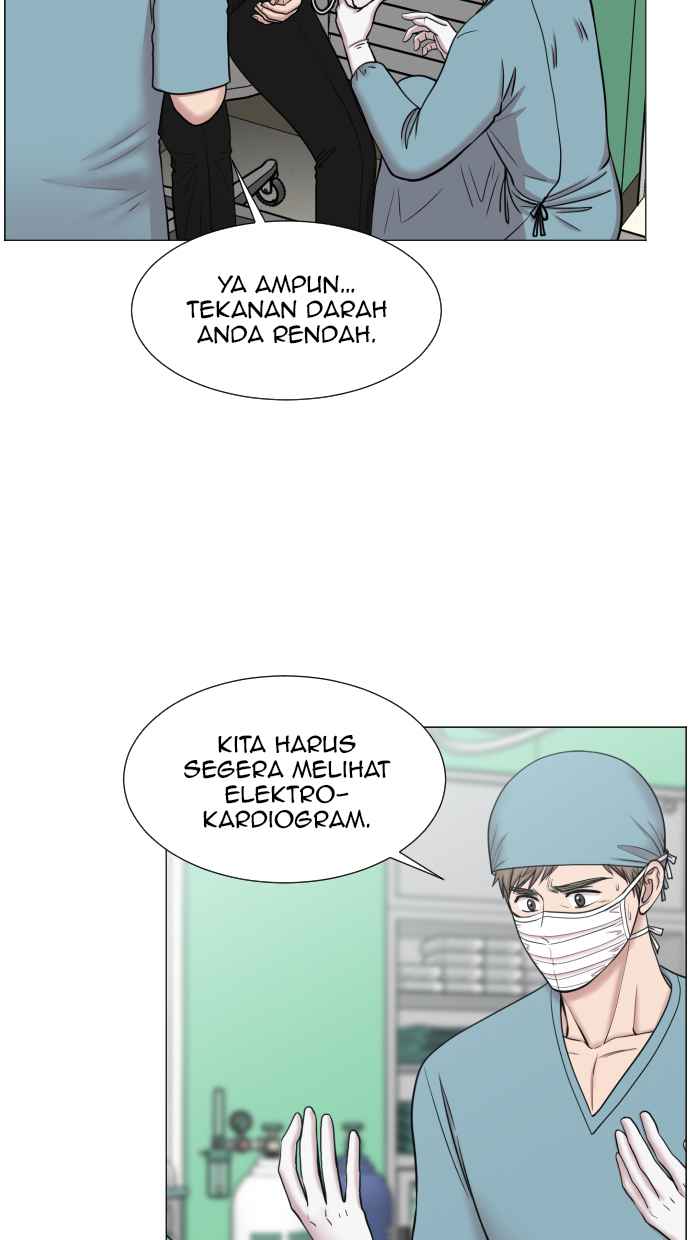 YA AMPUN...
TEKANAN DARAH
ANDA RENDAH.
KITA HARUS
SEGERA MELIHAT
ELEKTRO-
KARDIOGRAM.